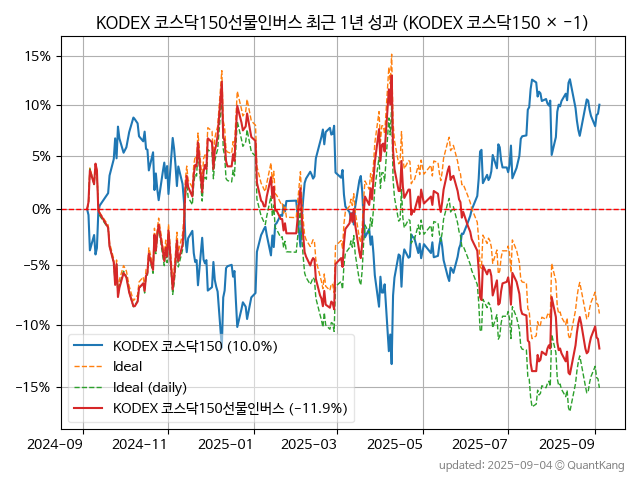 KODEX 코스닥150선물인버스 최근 1년 성과 (KODEX 코스닥150 × −1)
15%
10%
5%
0%
−5%
−10%
−15%
KODEX 코스닥150 (10.0%)
Ideal
Ideal (daily)
KODEX 코스닥150선물인버스 (−11.9%)
2024-09 2024-11 2025-01 2025-03 2025-05 2025-07 2025-09
updated: 2025-09-04 © QuantKang